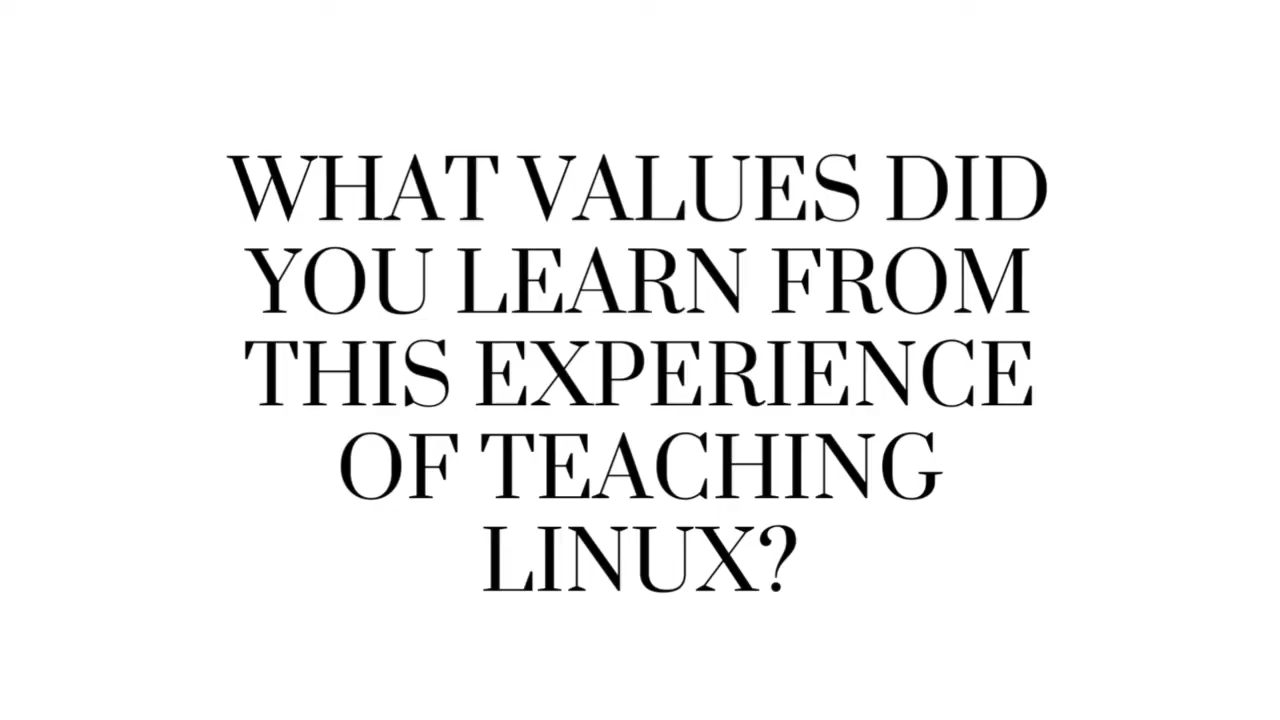 WHAT VALUES DID
YOU LEARN FROM
THIS EXPERIENCE
OF TEACHING
LINUX?